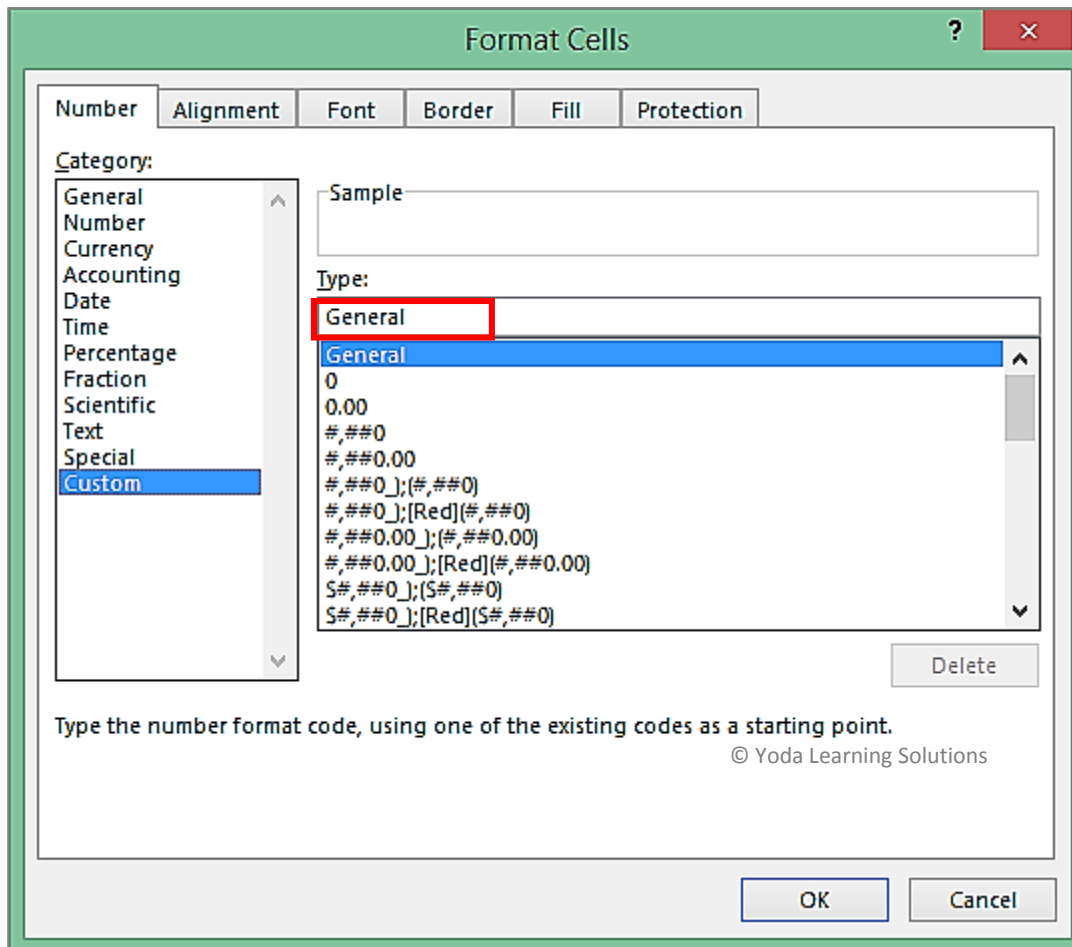 Format Cells
?
×
Number Alignment Font Border Fill Protection
Category:
General
Number
Currency
Accounting
Date
Time
Percentage
Fraction
Scientific
Text
Special
Custom
Sample
Type:
General
General
0
0.00
#,##0
#,##0.00
#,##0_);(#,##0)
#,##0_);[Red](#,##0)
#,##0.00_);(#,##0.00)
#,##0.00_);[Red](#,##0.00)
$#,##0_);($#,##0)
$#,##0_);[Red]($#,##0)
Delete
Type the number format code, using one of the existing codes as a starting point.
© Yoda Learning Solutions
OK Cancel